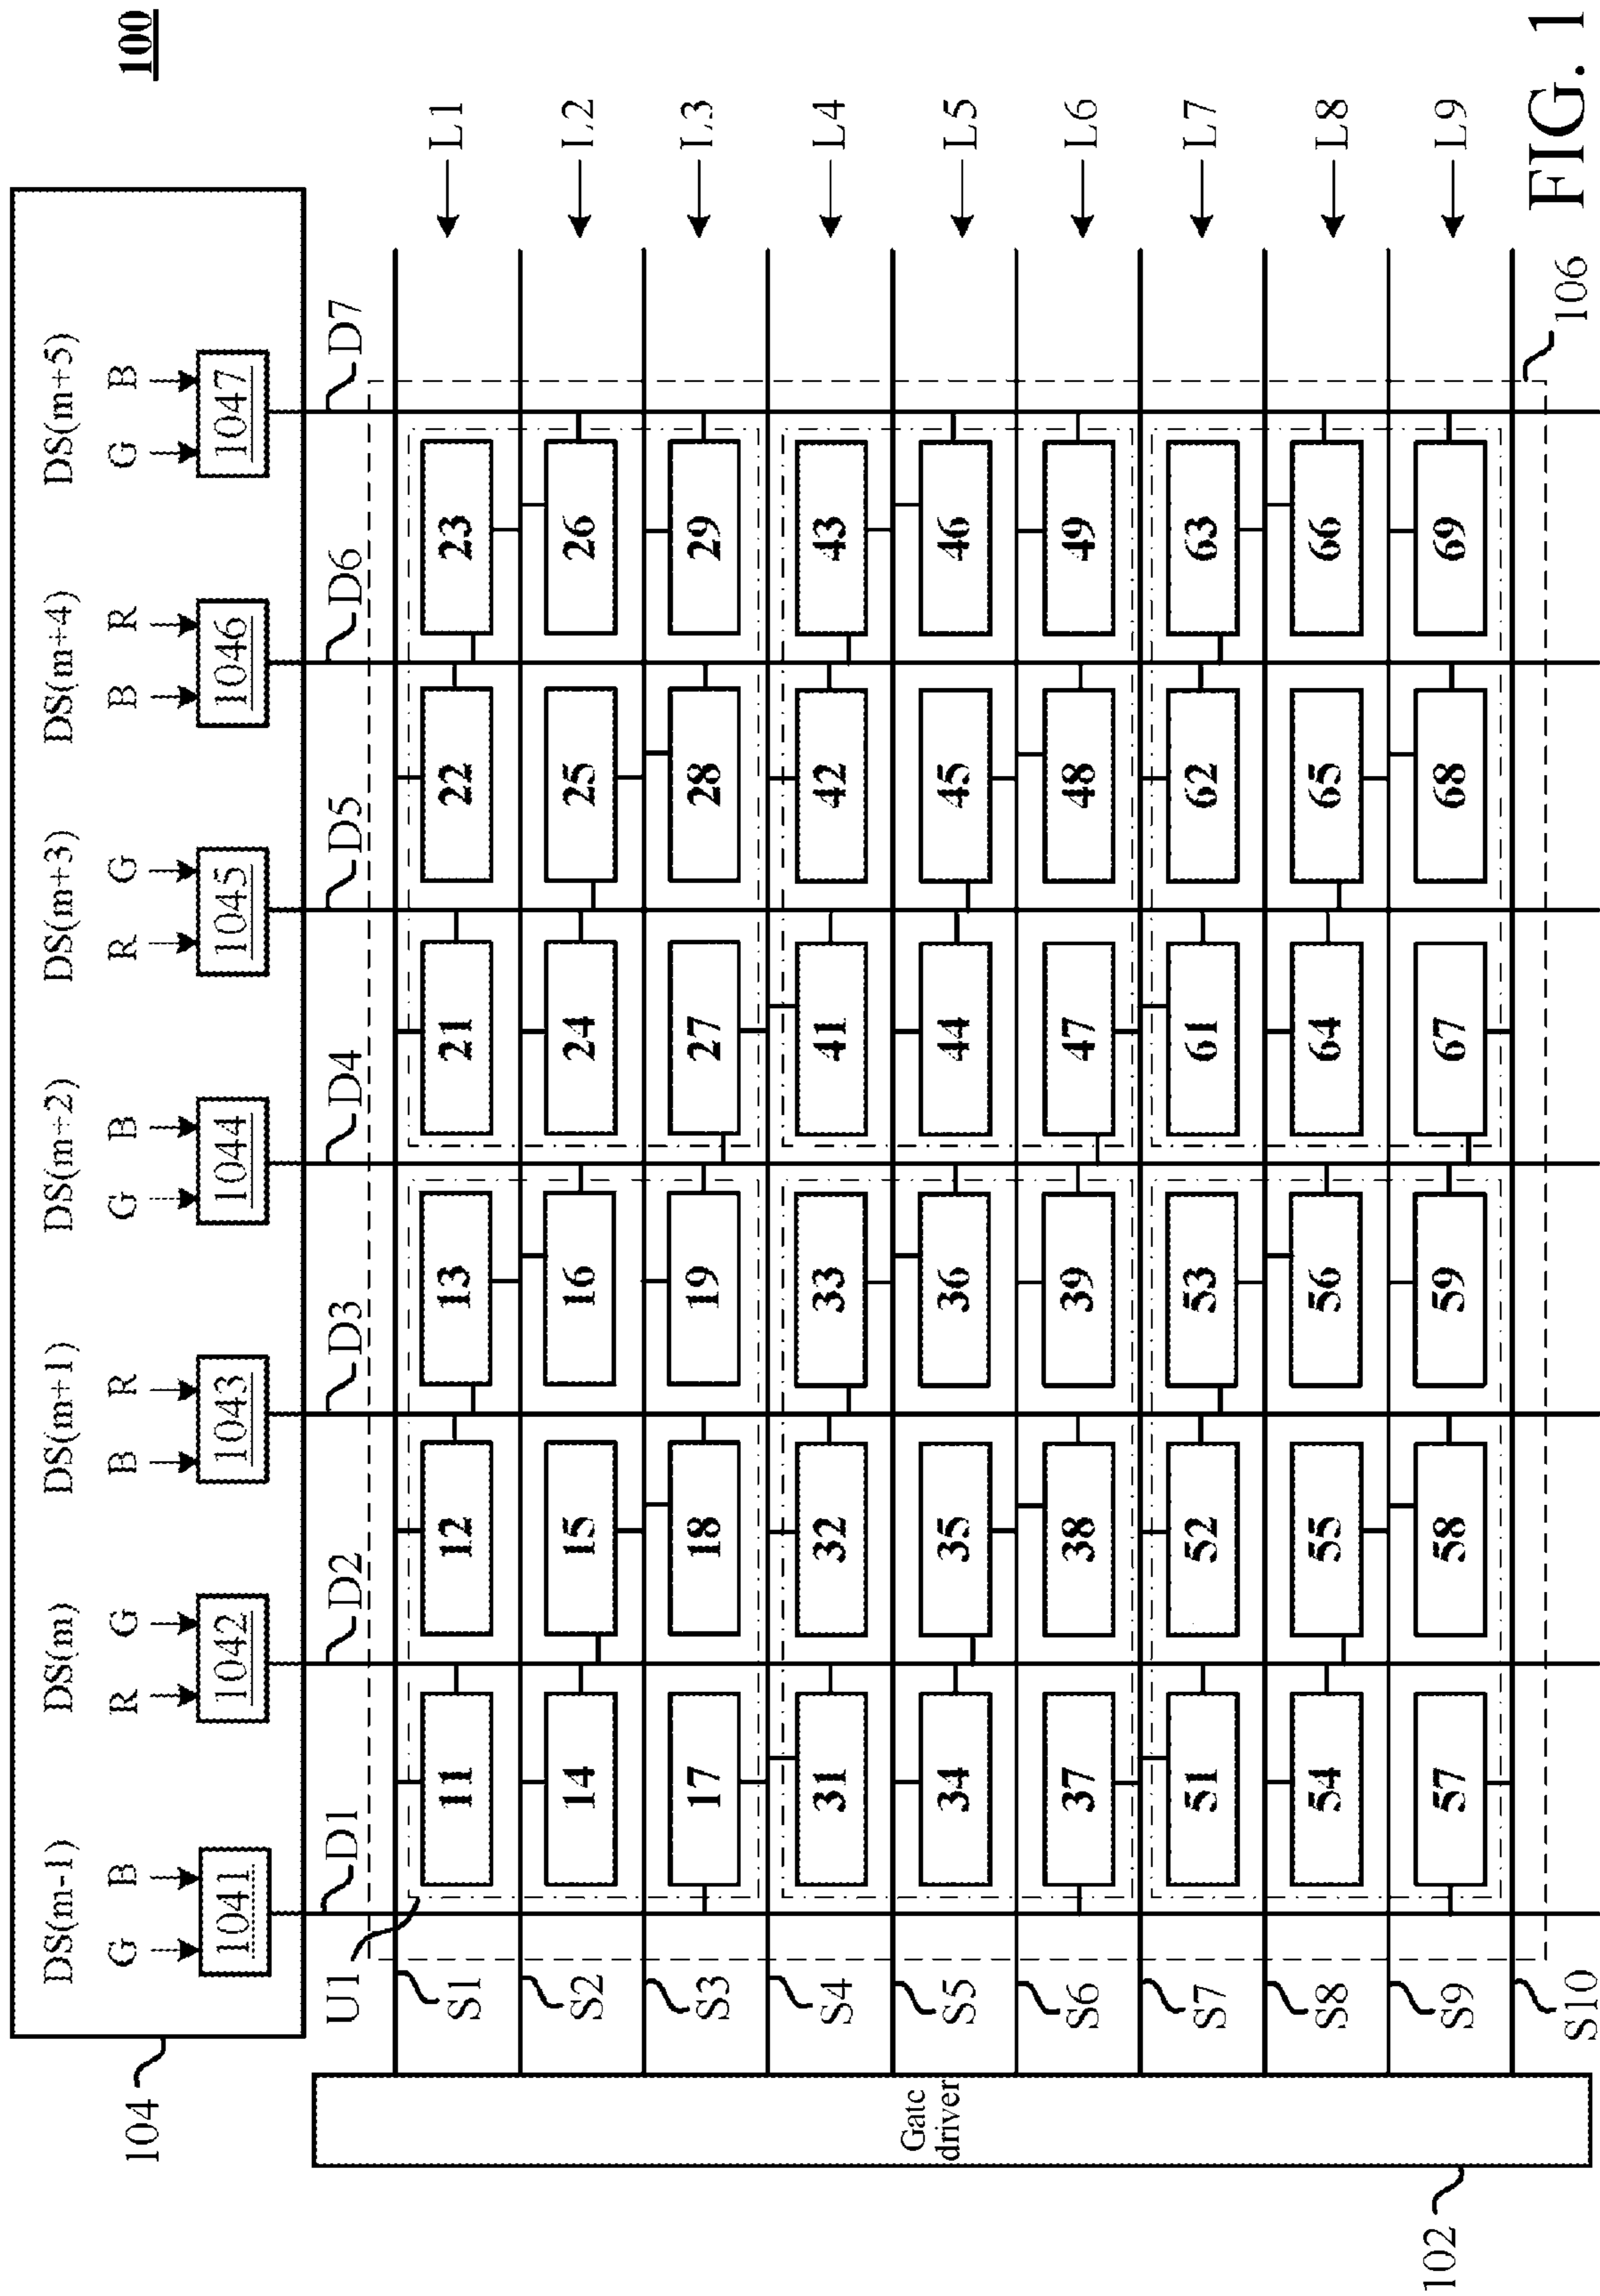 100
104
DS(m-1) DS(m) DS(m+1) DS(m+2) DS(m+3) DS(m+4) DS(m+5)
G B R G B R G B R G B R G B
1041 1042 1043 1044 1045 1046 1047
U1 D1 D2 D3 D4 D5 D6 D7
S1 11 12 13 21 22 23 L1
S2 14 15 16 24 25 26 L2
S3 17 18 19 27 28 29 L3
S4 31 32 33 41 42 43 L4
Gate driver
S5 34 35 36 44 45 46 L5
S6 37 38 39 47 48 49 L6
S7 51 52 53 61 62 63 L7
S8 54 55 56 64 65 66 L8
S9 57 58 59 67 68 69 L9
S10
102
106
FIG. 1